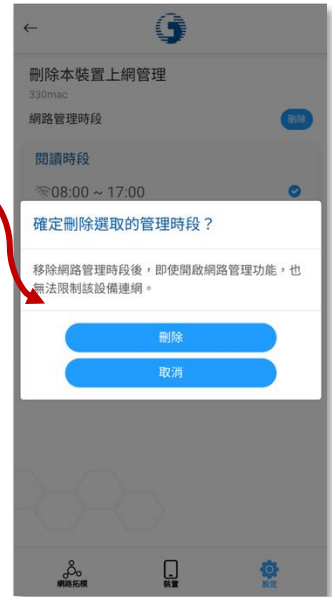 刪除本裝置上網管理
330mac
網路管理時段
刪除
閱讀時段
08:00 ~ 17:00
確定刪除選取的管理時段？
移除網路管理時段後，即使開啟網路管理功能，也
無法限制該設備連網。
刪除
取消
網路拓樸
裝置
設定